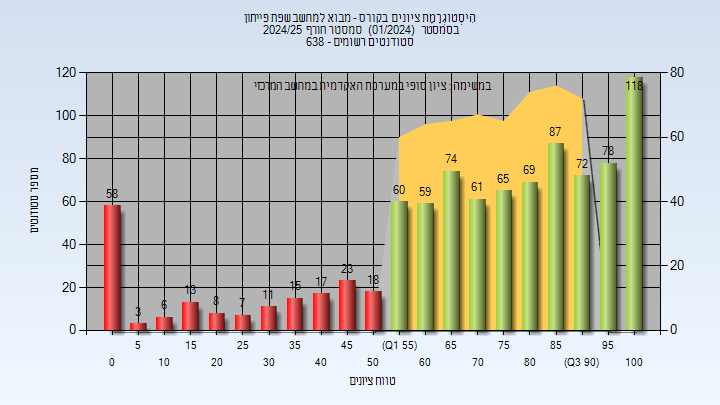 היסטוגרמת ציונים בקורס - מבוא למחשב שפת פייתון
בסמסטר (01/2024) סמסטר חורף 2024/25
סטודנטים רשומים - 638
במשימה : ציון סופי במערכת האקדמית במחשב המרכזי
מספר סטודנטים
120 100 80 60 40 20 0
80 60 40 20 0
58 3 6 13 8 7 11 15 17 23 18 60 59 74 61 65 69 87 72 78 118
5 15 25 35 45 (Q1 55) 65 75 85 95
0 10 20 30 40 50 60 70 80 (Q3 90) 100
טווח ציונים